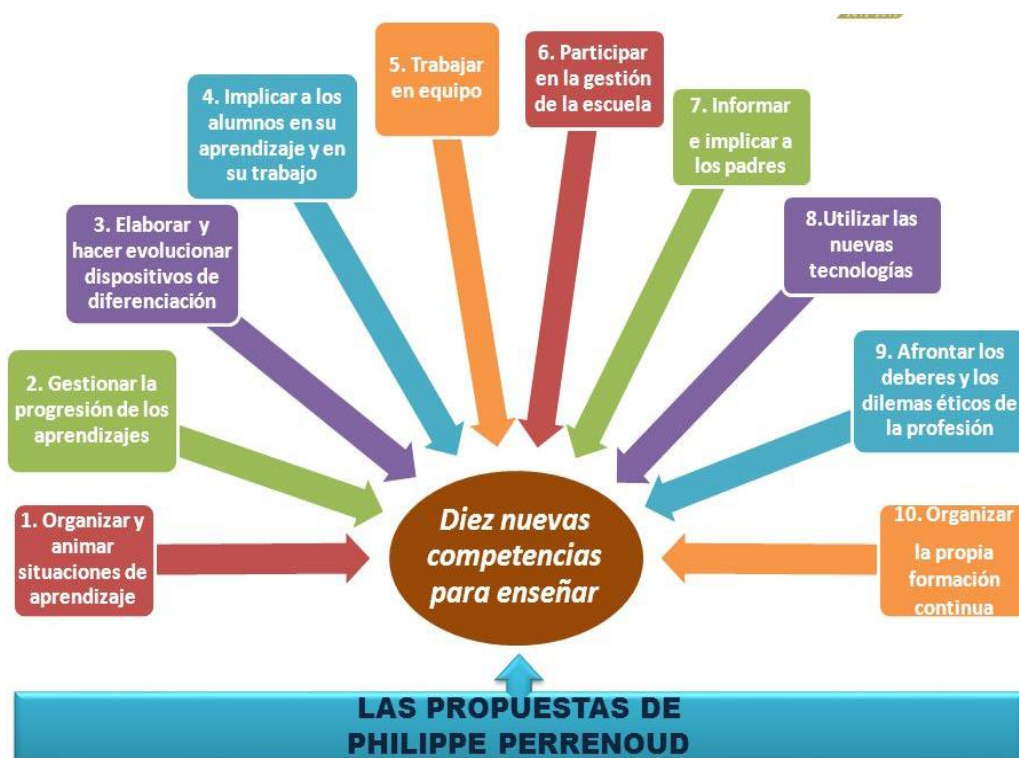 1. Organizar y
animar
situaciones de
aprendizaje
2. Gestionar la
progresión de los
aprendizajes
3. Elaborar y
hacer evolucionar
dispositivos de
diferenciación
4. Implicar a los
alumnos en su
aprendizaje y en
su trabajo
5. Trabajar
en equipo
6. Participar
en la gestión
de la escuela
7. Informar
e implicar a
los padres
8.Utilizar las
nuevas
tecnologías
9. Afrontar los
deberes y los
dilemas éticos de
la profesión
10. Organizar
la propia
formación
continua
Diez nuevas
competencias
para enseñar
LAS PROPUESTAS DE
PHILIPPE PERRENOUD